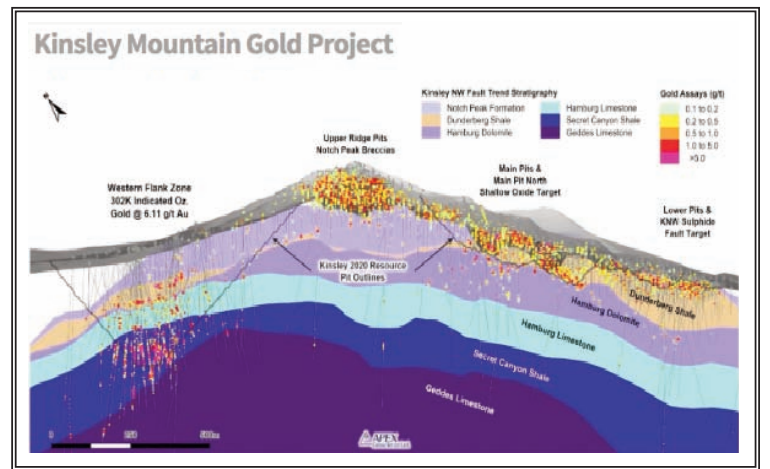 Kinsley Mountain Gold Project
Kinsley NW Fault Trend Stratigraphy
Notch Peak Formation
Dunderberg Shale
Hamburg Dolomite
Hamburg Limestone
Secret Canyon Shale
Geddes Limestone
Gold Assays (g/t)
0.1 to 0.2
0.2 to 0.5
0.5 to 1.0
1.0 to 5.0
>5.0
Upper Ridge Pits
Notch Peak Breccias
Western Flank Zone
302K Indicated Oz.
Gold @ 6.11 g/t Au
Main Pits &
Main Pit North
Shallow Oxide Target
Lower Pits &
KNW Sulphide
Fault Target
Kinsley 2020 Resource
Pit Outlines
Dunderberg Shale
Hamburg Dolomite
Hamburg Limestone
Secret Canyon Shale
Geddes Limestone
0
250
APEX